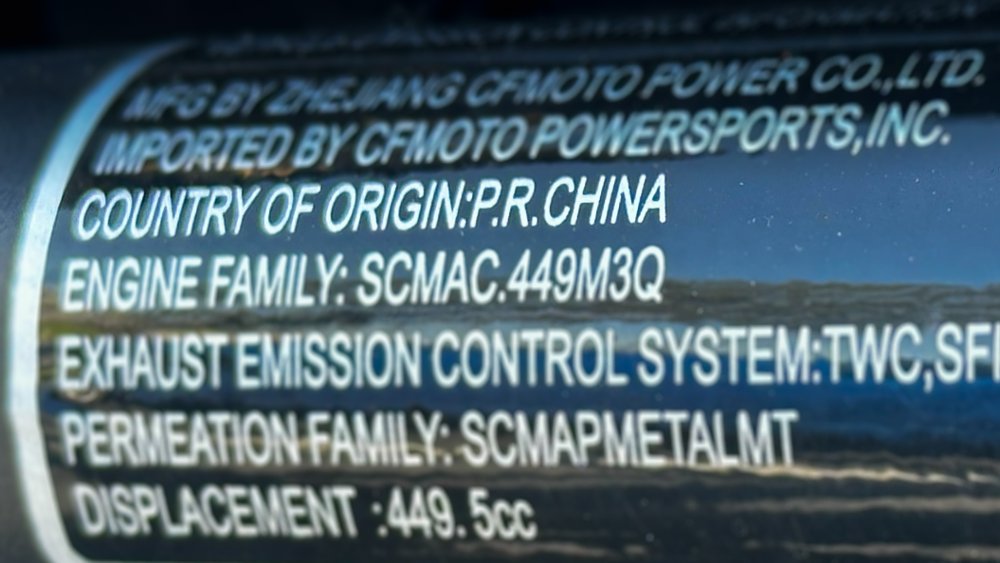 MFG BY ZHEJIANG CFMOTO POWER CO.,LTD.
IMPORTED BY CFMOTO POWERSPORTS,INC.
COUNTRY OF ORIGIN:P.R.CHINA
ENGINE FAMILY: SCMAC.449M3Q
EXHAUST EMISSION CONTROL SYSTEM:TWC,
PERMEATION FAMILY: SCMAPMETALMT
DISPLACEMENT :449.5cc